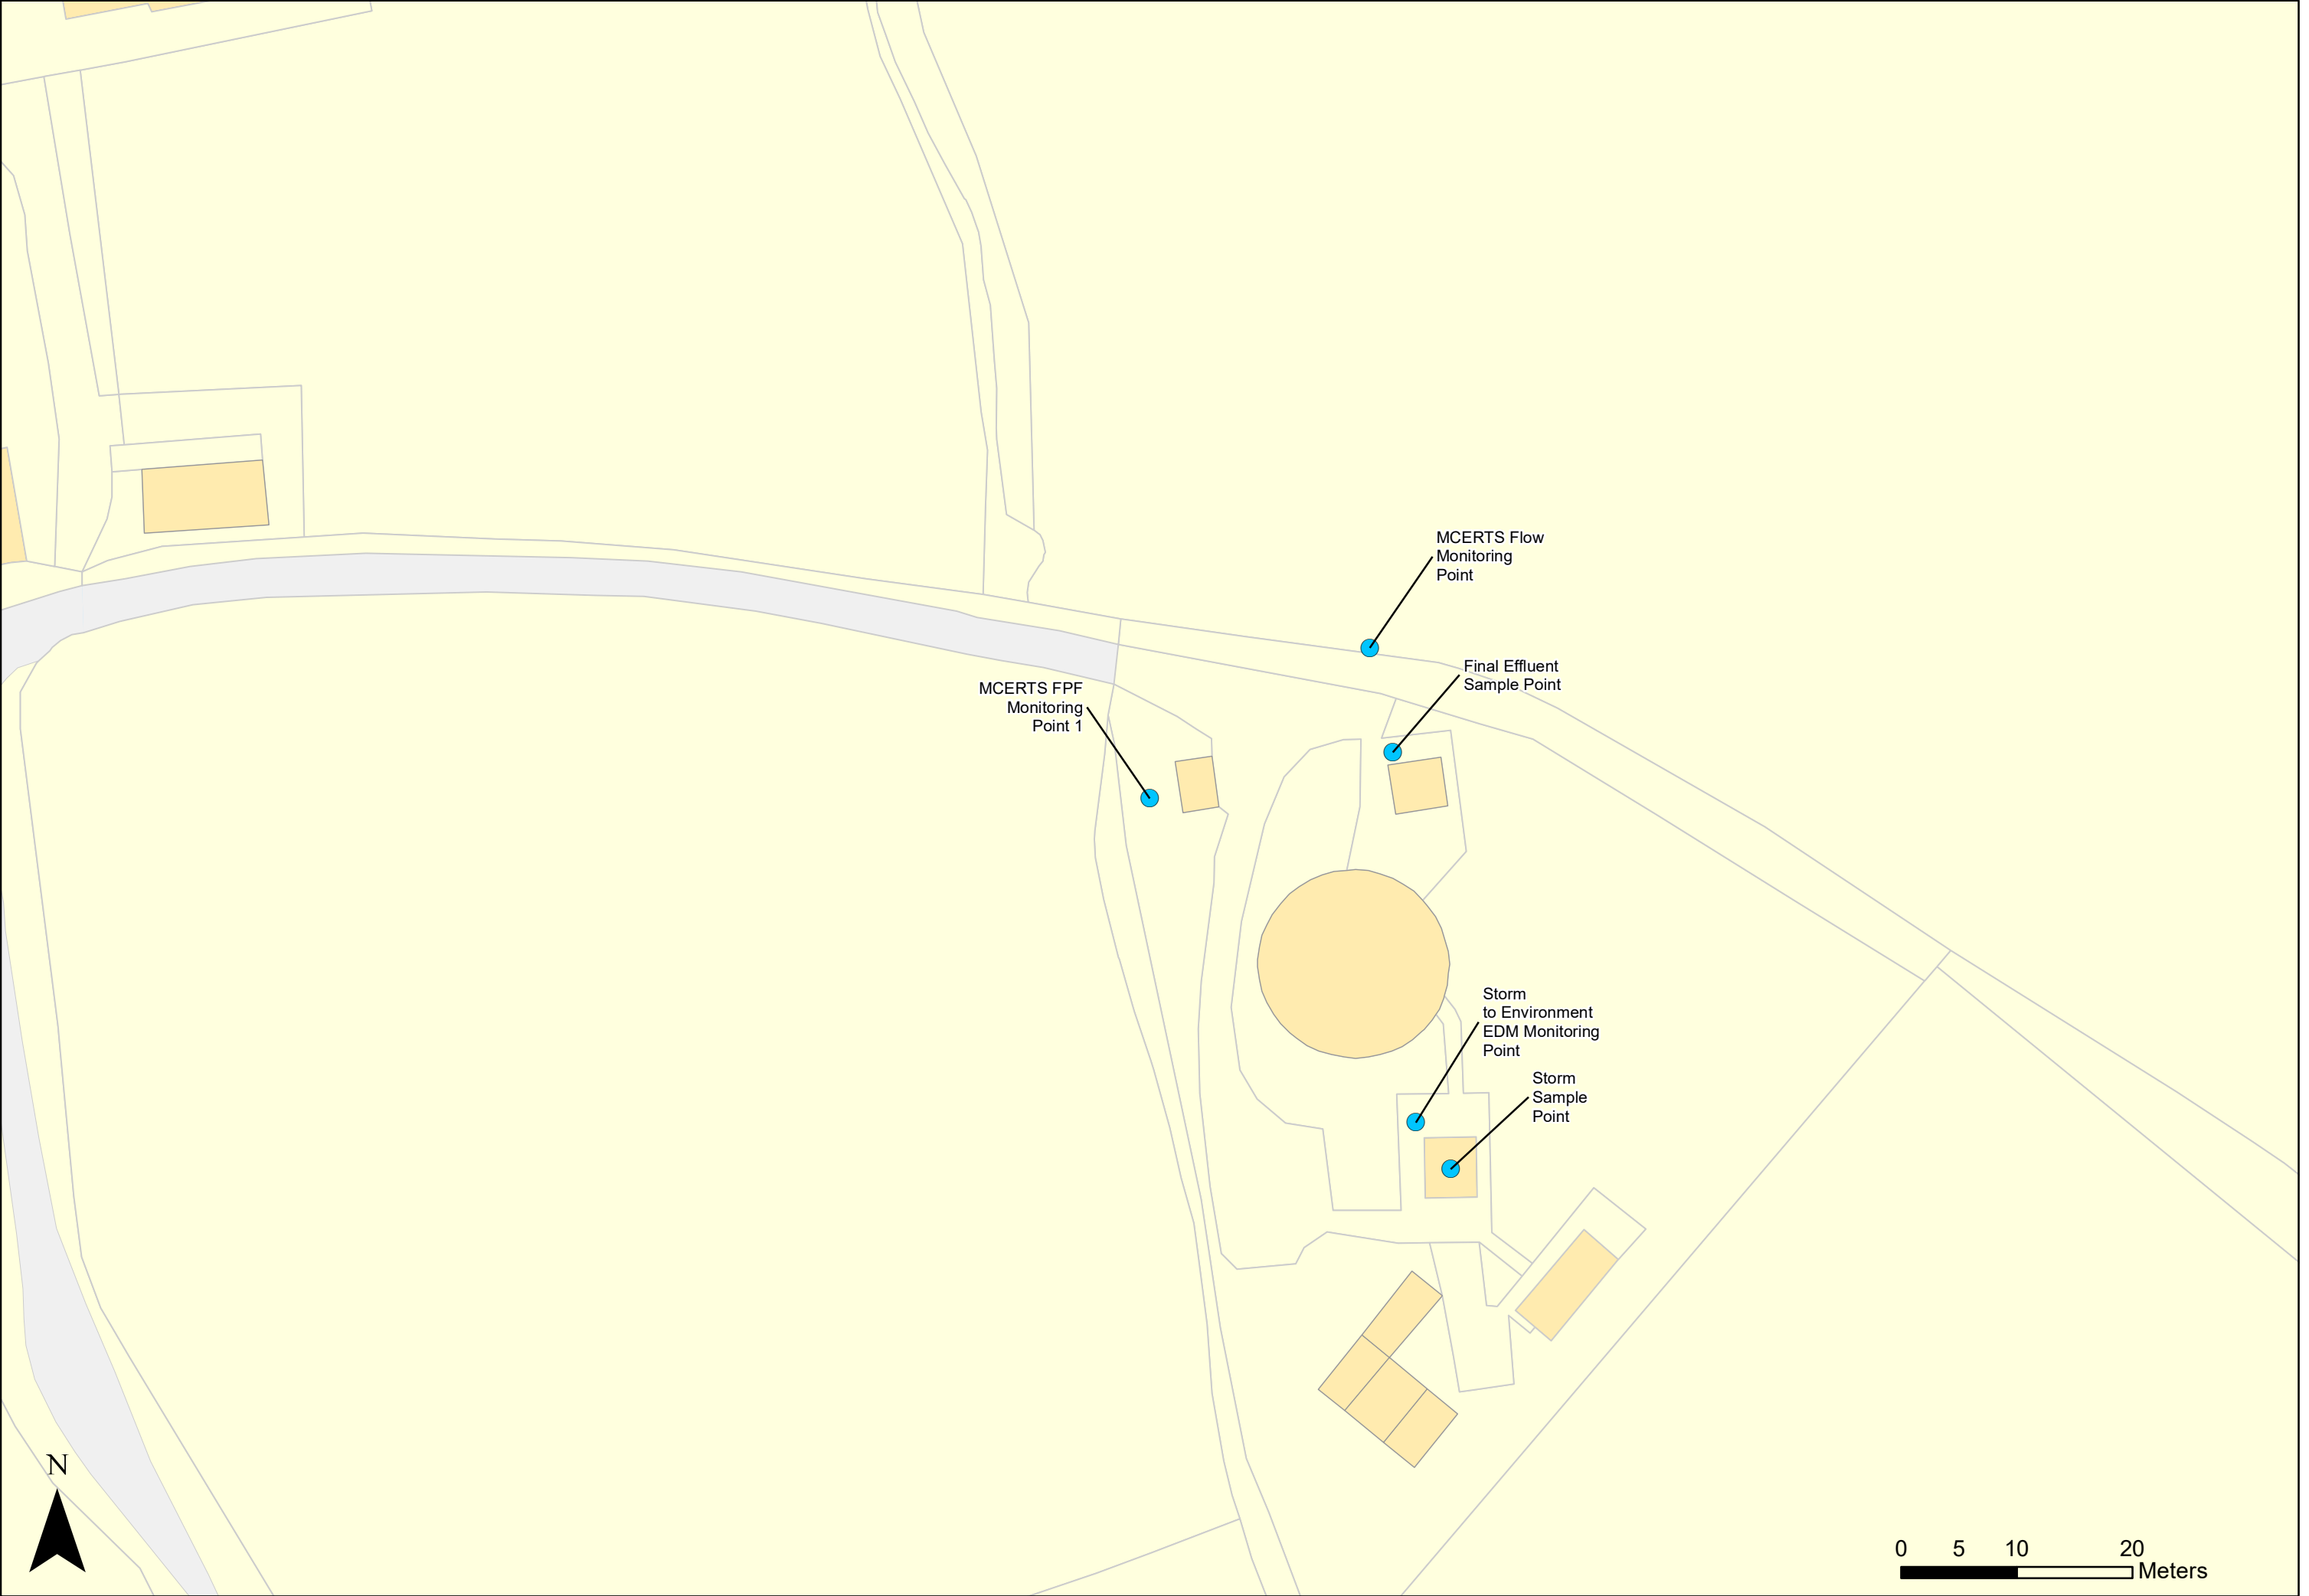 MCERTS Flow
Monitoring
Point
Final Effluent
Sample Point
MCERTS FPF
Monitoring
Point 1
Storm
to Environment
EDM Monitoring
Point
Storm
Sample
Point
N
0 5 10 20
Meters